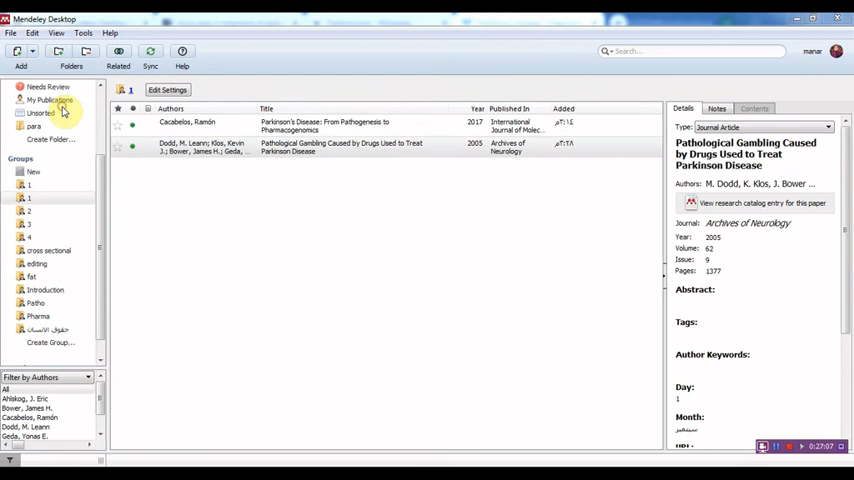 Mendeley Desktop
File Edit View Tools Help
Add Folders Related Sync Help
Search...
manar
Needs Review
My Publications
Unsorted
para
Create Folder...
Groups
New
1
1
2
3
4
cross sectional
editing
fat
Introduction
Patho
Pharma
حقوق الانسان
Create Group...
Filter by Authors
All
Ahlskog, J. Eric
Bower, James H.
Cacabelos, Ramón
Dodd, M. Leann
Geda, Yonas E.
1 Edit Settings
Authors Title Year Published In Added
Cacabelos, Ramón Parkinson's Disease: From Pathogenesis to 2017 International ٢:١٤م
Pharmacogenomics Journal of Molec...
Dodd, M. Leann; Klos, Kevin Pathological Gambling Caused by Drugs Used to Treat 2005 Archives of ٢:٢٨م
J.; Bower, James H.; Geda, ... Parkinson Disease Neurology
Details Notes Contents
Type: Journal Article
Pathological Gambling Caused
by Drugs Used to Treat
Parkinson Disease
Authors: M. Dodd, K. Klos, J. Bower ...
View research catalog entry for this paper
Journal: Archives of Neurology
Year: 2005
Volume: 62
Issue: 9
Pages: 1377
Abstract:
Tags:
Author Keywords:
Day:
1
Month:
سبتمبر
URL:
0:27:07